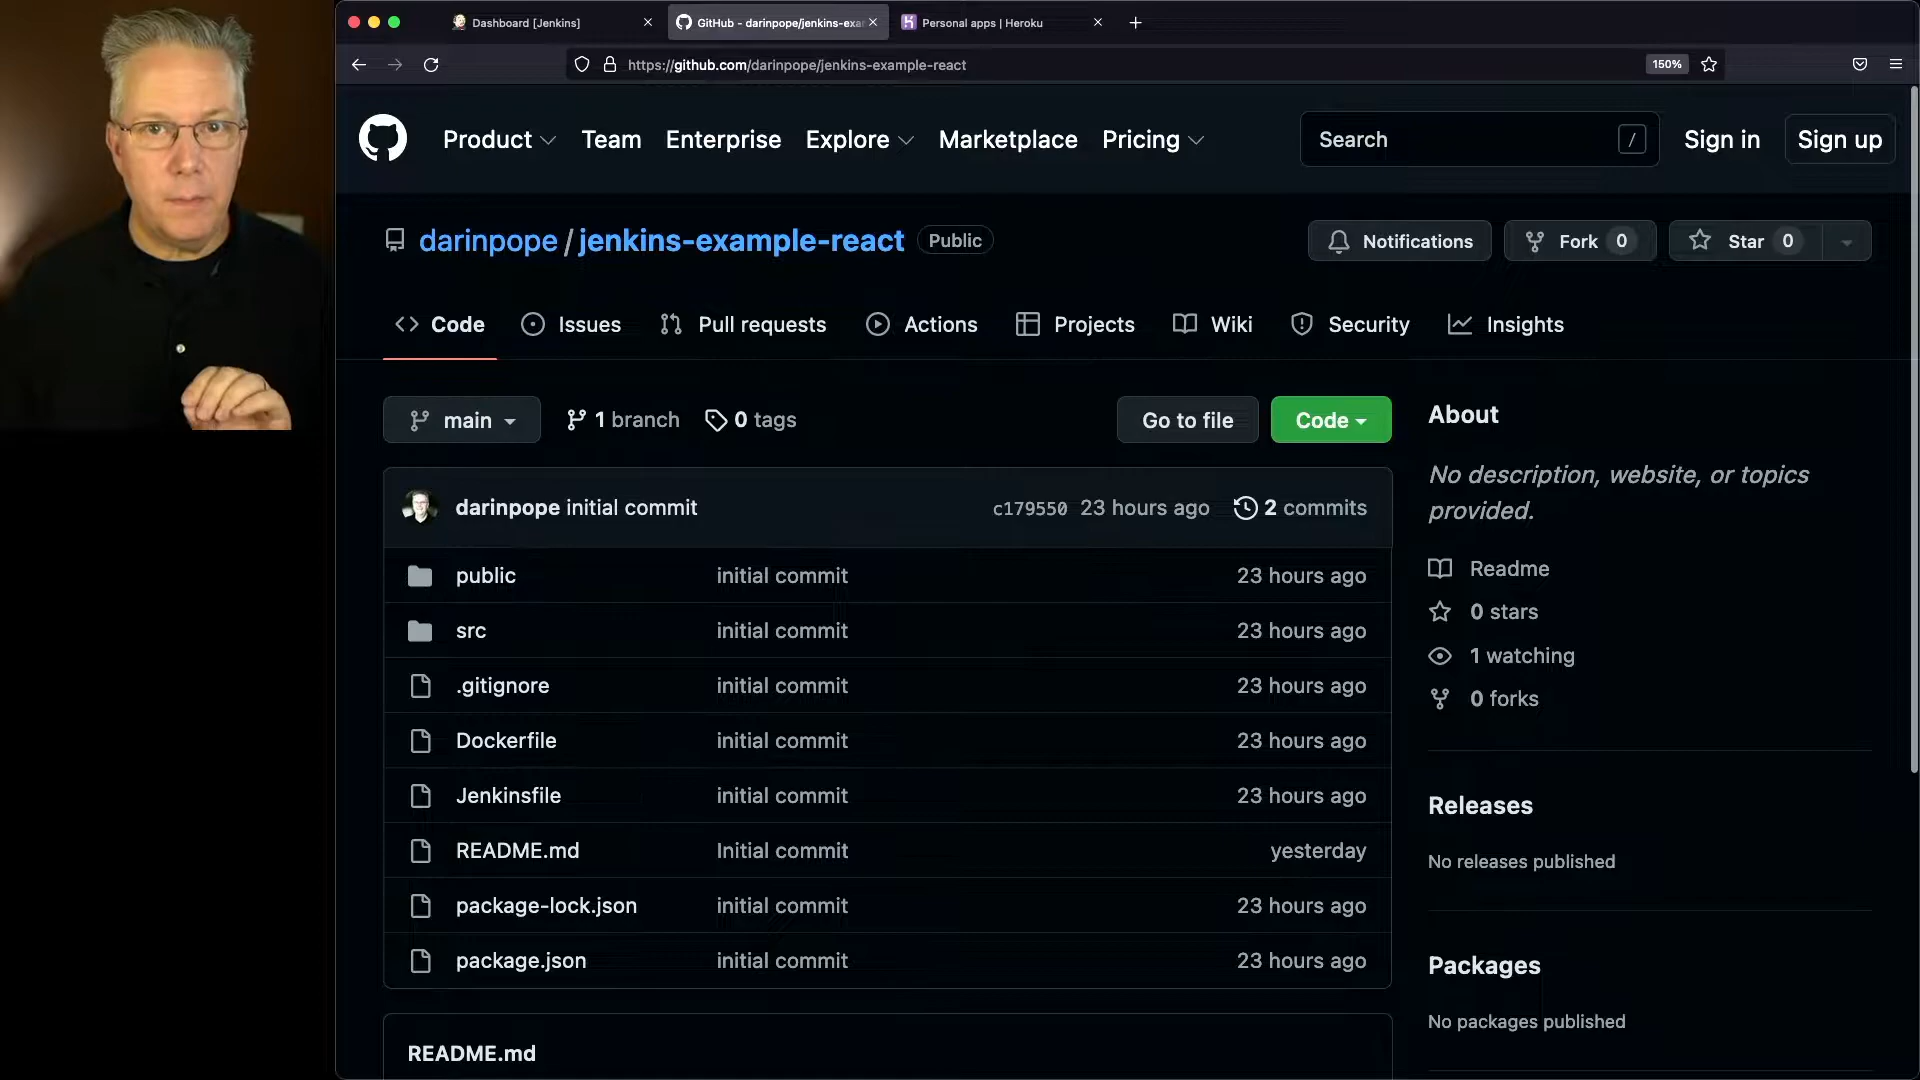 Dashboard [Jenkins]
GitHub - darinpope/jenkins-exa
Personal apps | Heroku
https://github.com/darinpope/jenkins-example-react
150%
Product
Team
Enterprise
Explore
Marketplace
Pricing
Search
/
Sign in
Sign up
darinpope / jenkins-example-react
Public
Notifications
Fork 0
Star 0
Code
Issues
Pull requests
Actions
Projects
Wiki
Security
Insights
main
1 branch
0 tags
Go to file
Code
darinpope initial commit
c179550 23 hours ago
2 commits
public initial commit 23 hours ago
src initial commit 23 hours ago
.gitignore initial commit 23 hours ago
Dockerfile initial commit 23 hours ago
Jenkinsfile initial commit 23 hours ago
README.md Initial commit yesterday
package-lock.json initial commit 23 hours ago
package.json initial commit 23 hours ago
README.md
About
No description, website, or topics
provided.
Readme
0 stars
1 watching
0 forks
Releases
No releases published
Packages
No packages published